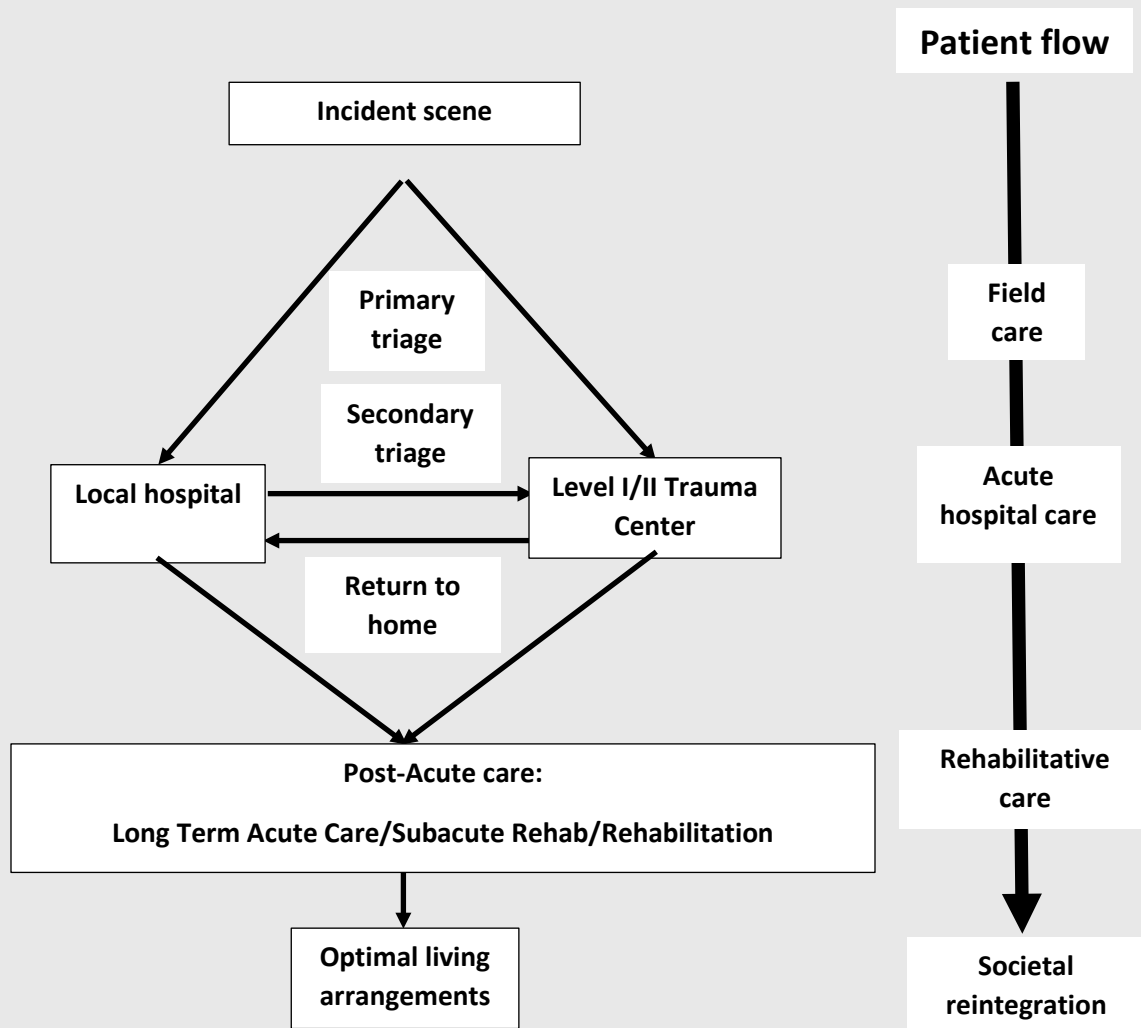 Patient flow
Incident scene
Primary
triage
Field
care
Secondary
triage
Local hospital
Level I/II Trauma
Center
Acute
hospital care
Return to
home
Post-Acute care:
Long Term Acute Care/Subacute Rehab/Rehabilitation
Rehabilitative
care
Optimal living
arrangements
Societal
reintegration